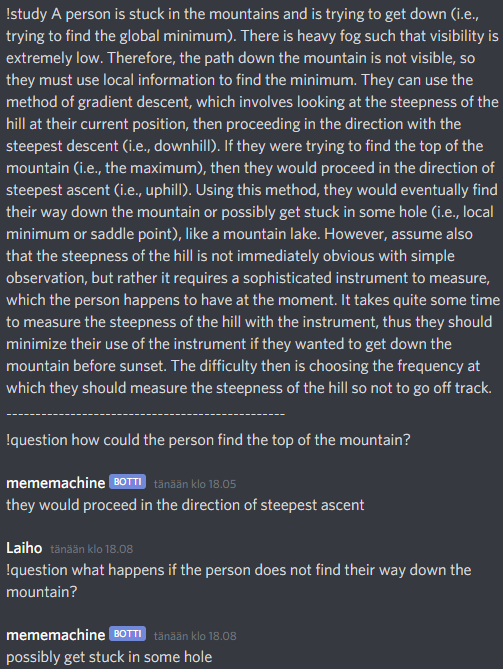 !study A person is stuck in the mountains and is trying to get down (i.e.,
trying to find the global minimum). There is heavy fog such that visibility is
extremely low. Therefore, the path down the mountain is not visible, so
they must use local information to find the minimum. They can use the
method of gradient descent, which involves looking at the steepness of the
hill at their current position, then proceeding in the direction with the
steepest descent (i.e., downhill). If they were trying to find the top of the
mountain (i.e., the maximum), then they would proceed in the direction of
steepest ascent (i.e., uphill). Using this method, they would eventually find
their way down the mountain or possibly get stuck in some hole (i.e., local
minimum or saddle point), like a mountain lake. However, assume also
that the steepness of the hill is not immediately obvious with simple
observation, but rather it requires a sophisticated instrument to measure,
which the person happens to have at the moment. It takes quite some time
to measure the steepness of the hill with the instrument, thus they should
minimize their use of the instrument if they wanted to get down the
mountain before sunset. The difficulty then is choosing the frequency at
which they should measure the steepness of the hill so not to go off track.
------------------------------------------------
!question how could the person find the top of the mountain?
mememachine BOTTI tänään klo 18.05
they would proceed in the direction of steepest ascent
Laiho tänään klo 18.08
!question what happens if the person does not find their way down the
mountain?
mememachine BOTTI tänään klo 18.08
possibly get stuck in some hole